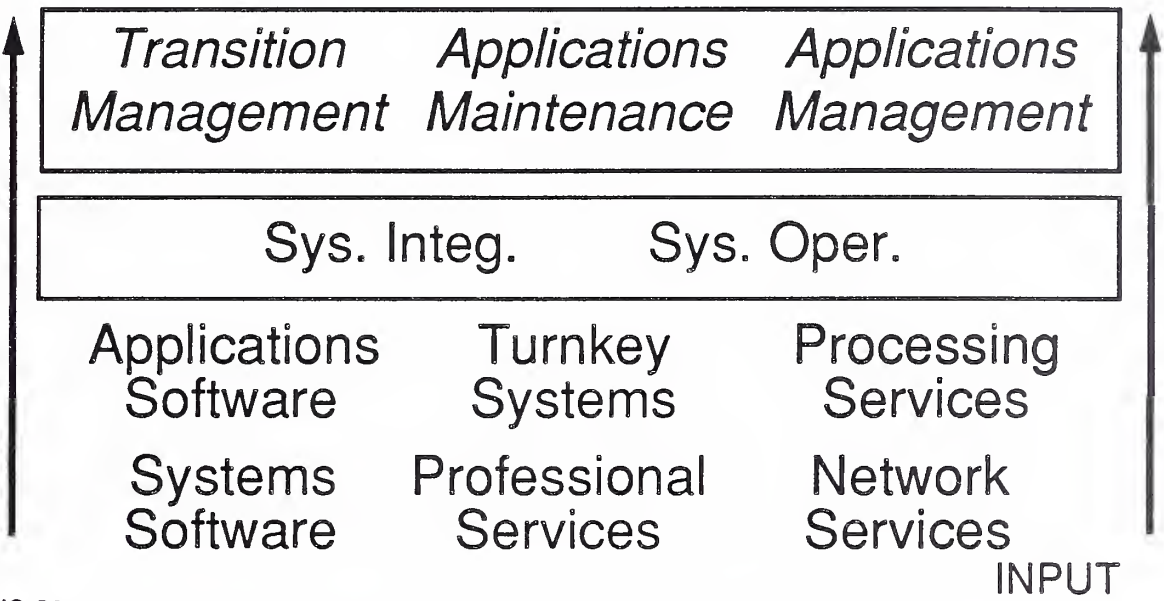 Transition Applications Applications
Management Maintenance Management
Sys. Integ. Sys. Oper.
Applications Turnkey Processing
Software Systems Services
Systems Professional Network
Software Services Services
INPUT